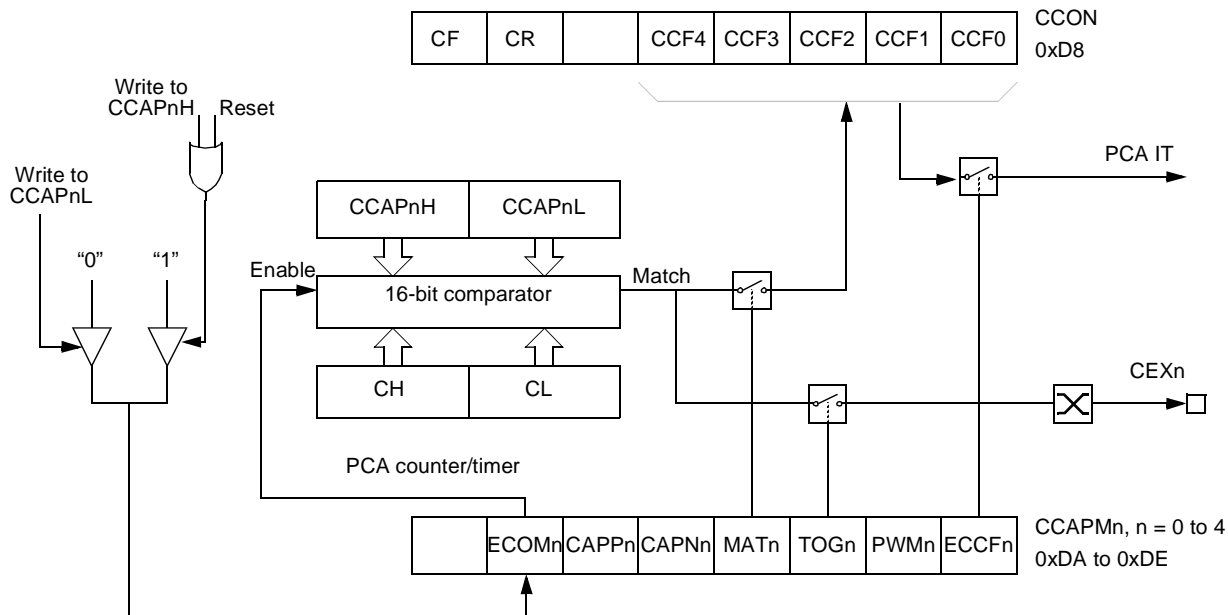 CF CR CCF4 CCF3 CCF2 CCF1 CCF0
CCON
0xD8
Write to
CCAPnH Reset
Write to
CCAPnL
PCA IT
CCAPnH CCAPnL
“0” “1”
Enable
16-bit comparator
Match
CH CL
CEXn
PCA counter/timer
ECOMn CAPPn CAPNn MATn TOGn PWMn ECCFn
CCAPMn, n = 0 to 4
0xDA to 0xDE